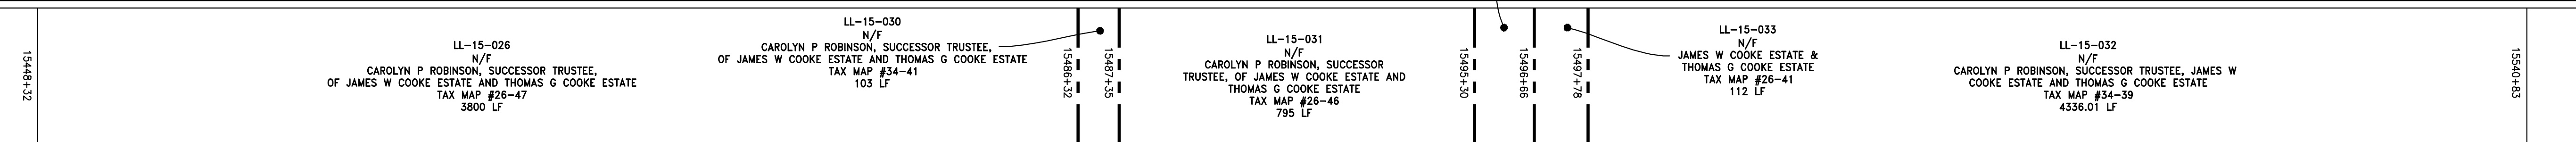 15448+32
LL-15-026
N/F
CAROLYN P ROBINSON, SUCCESSOR TRUSTEE,
OF JAMES W COOKE ESTATE AND THOMAS G COOKE ESTATE
TAX MAP #26-47
3800 LF
LL-15-030
N/F
CAROLYN P ROBINSON, SUCCESSOR TRUSTEE,
OF JAMES W COOKE ESTATE AND THOMAS G COOKE ESTATE
TAX MAP #34-41
103 LF
15486+32
15487+35
LL-15-031
N/F
CAROLYN P ROBINSON, SUCCESSOR
TRUSTEE, OF JAMES W COOKE ESTATE AND
THOMAS G COOKE ESTATE
TAX MAP #26-46
795 LF
15495+30
15496+66
15497+78
LL-15-033
N/F
JAMES W COOKE ESTATE &
THOMAS G COOKE ESTATE
TAX MAP #26-41
112 LF
LL-15-032
N/F
CAROLYN P ROBINSON, SUCCESSOR TRUSTEE, JAMES W
COOKE ESTATE AND THOMAS G COOKE ESTATE
TAX MAP #34-39
4336.01 LF
15540+83